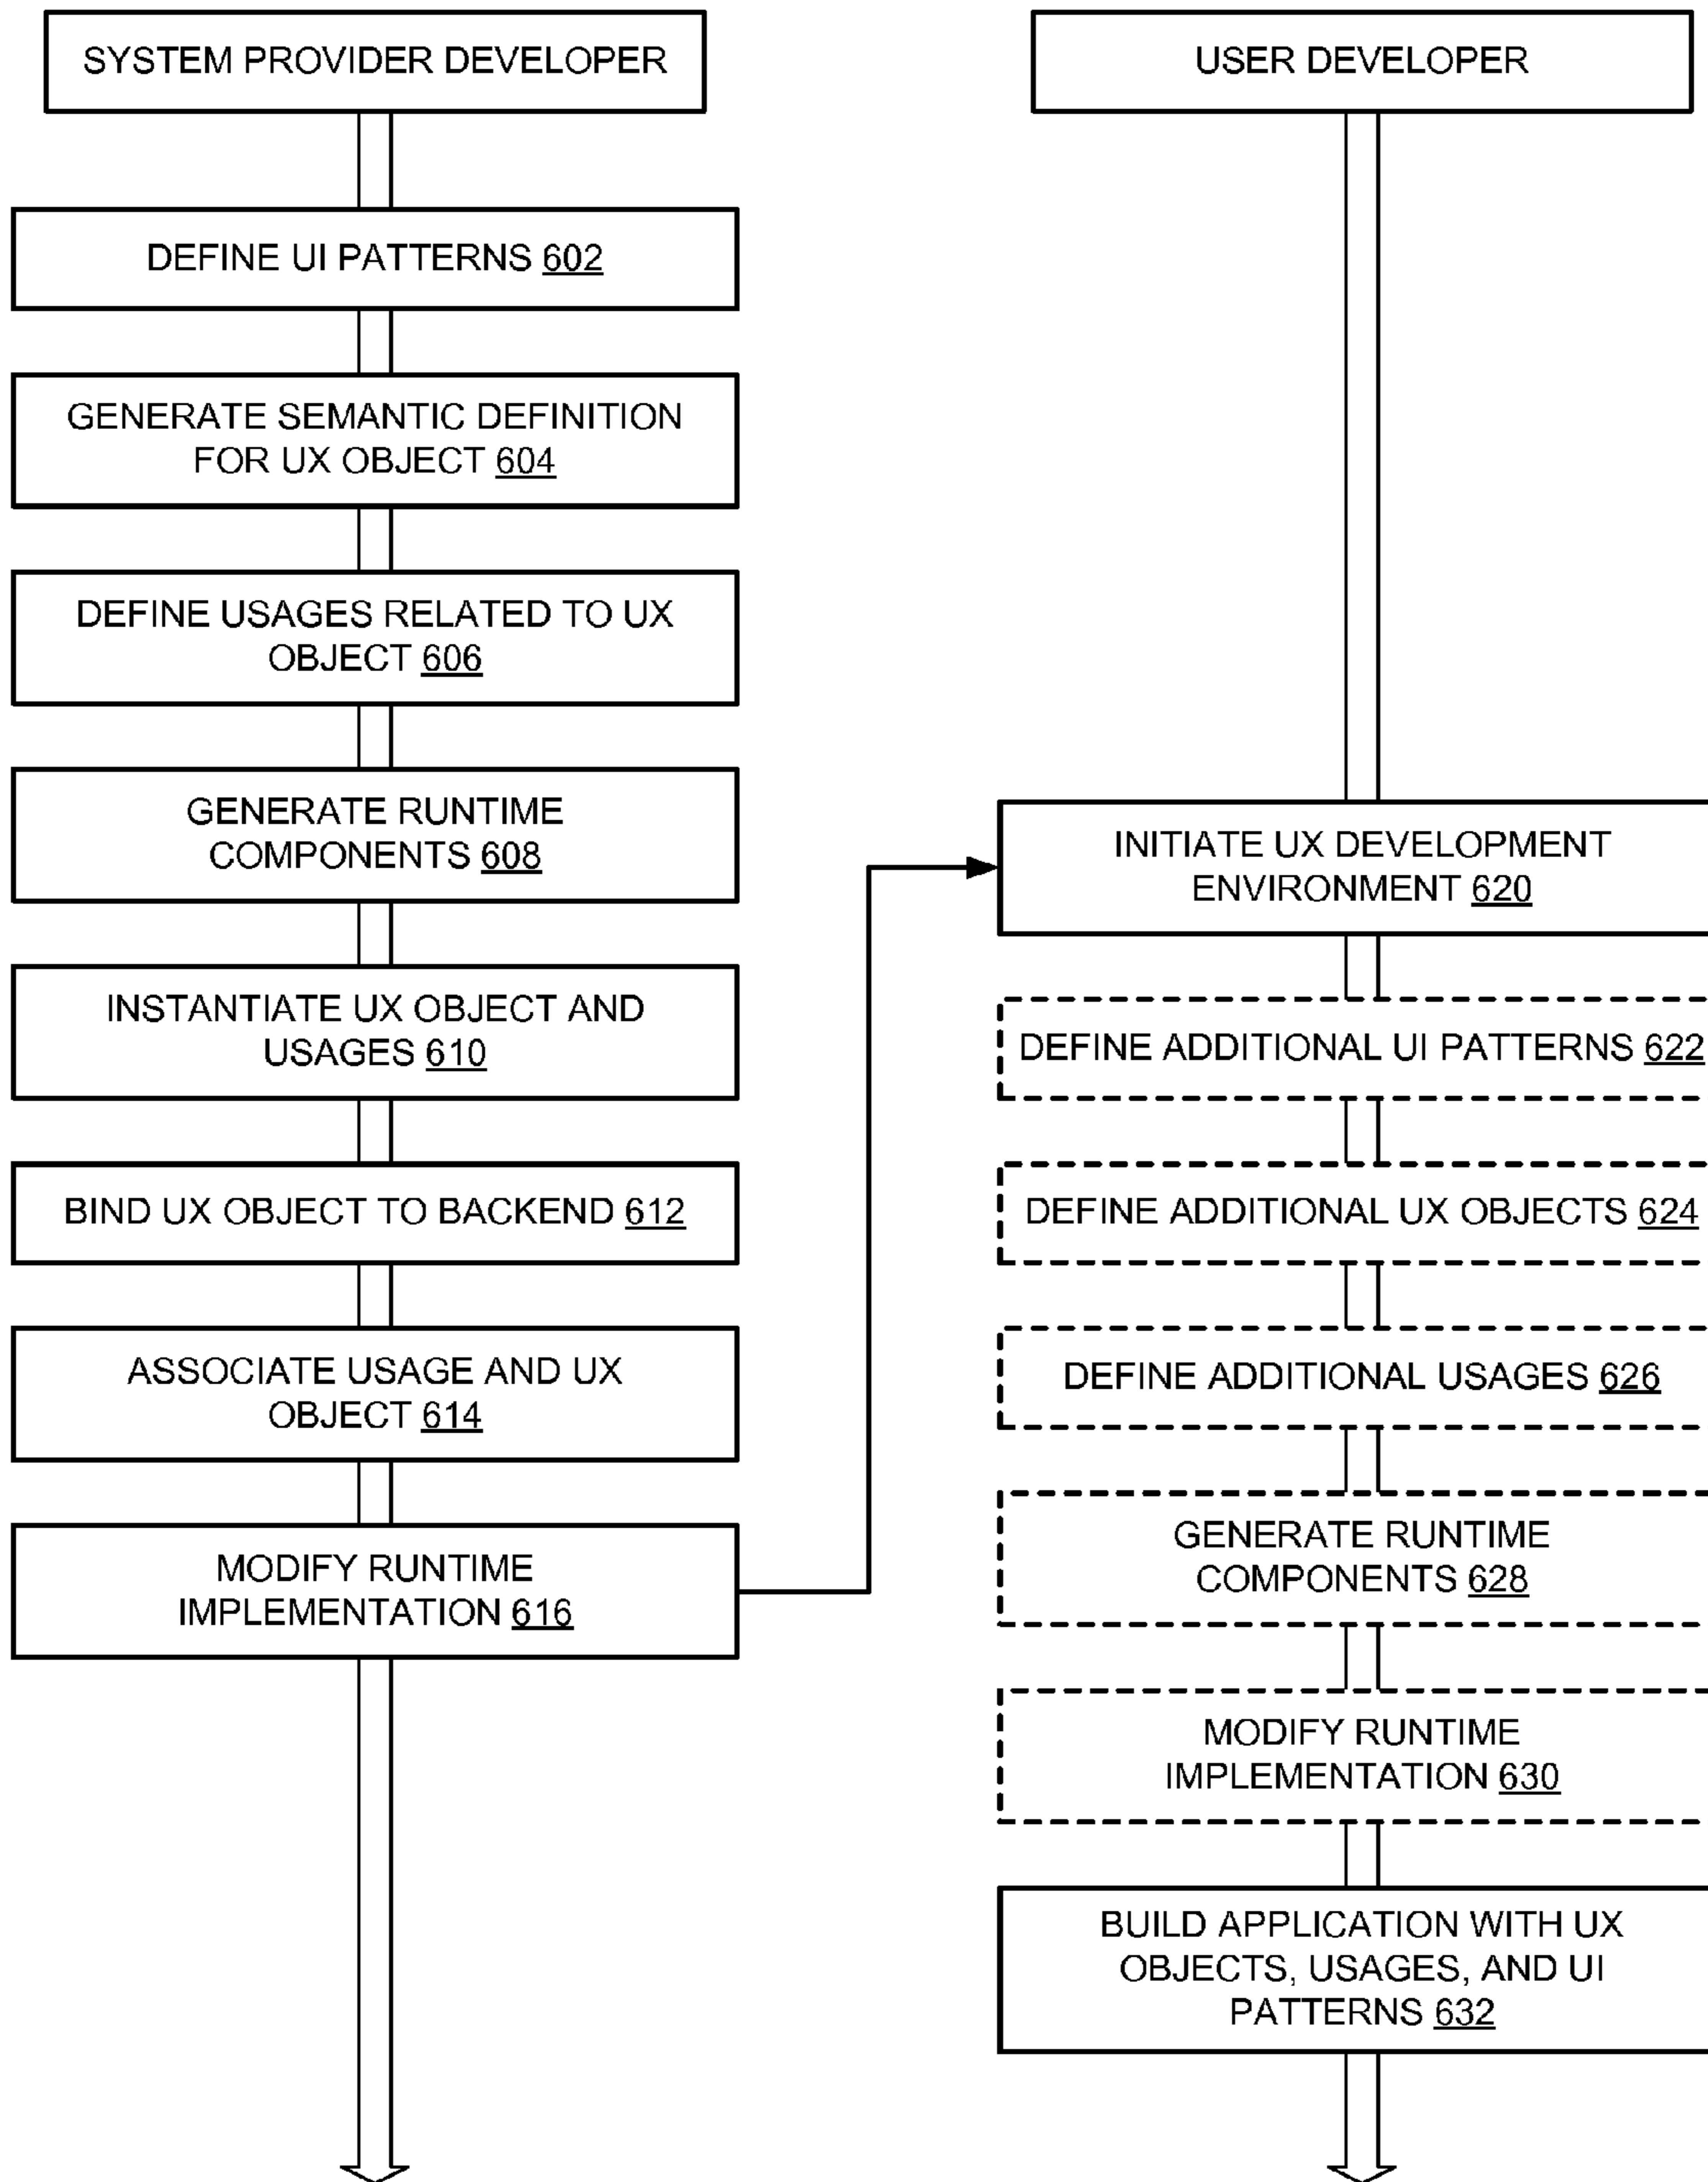 SYSTEM PROVIDER DEVELOPER
DEFINE UI PATTERNS 602
GENERATE SEMANTIC DEFINITION
FOR UX OBJECT 604
DEFINE USAGES RELATED TO UX
OBJECT 606
GENERATE RUNTIME
COMPONENTS 608
INSTANTIATE UX OBJECT AND
USAGES 610
BIND UX OBJECT TO BACKEND 612
ASSOCIATE USAGE AND UX
OBJECT 614
MODIFY RUNTIME
IMPLEMENTATION 616
USER DEVELOPER
INITIATE UX DEVELOPMENT
ENVIRONMENT 620
DEFINE ADDITIONAL UI PATTERNS 622
DEFINE ADDITIONAL UX OBJECTS 624
DEFINE ADDITIONAL USAGES 626
GENERATE RUNTIME
COMPONENTS 628
MODIFY RUNTIME
IMPLEMENTATION 630
BUILD APPLICATION WITH UX
OBJECTS, USAGES, AND UI
PATTERNS 632